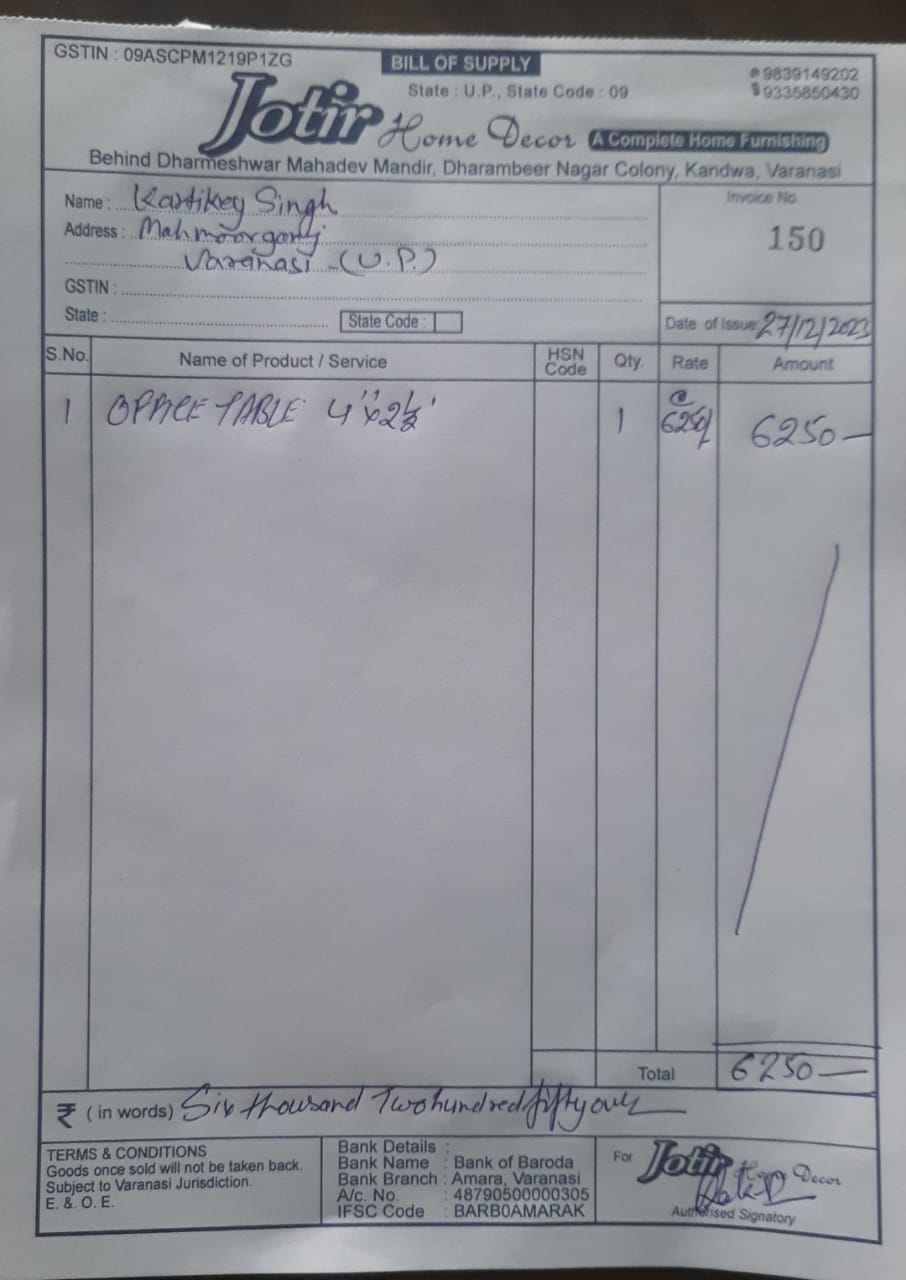 GSTIN : 09ASCPM1219P1ZG
BILL OF SUPPLY
State : U.P., State Code : 09
9839149202
9335850430
Jotir Home Decor A Complete Home Furnishing
Behind Dharmeshwar Mahadev Mandir, Dharambeer Nagar Colony, Kandwa, Varanasi
Name : Kartikey Singh
Address : Mahmoorganj
Varanasi - (U.P.)
GSTIN :
State :
State Code :
Invoice No.
150
Date of Issue: 27/12/2023
S.No. Name of Product / Service HSN Code Qty. Rate Amount
1 OFFICE TABLE 4'x2½' 1 @ 6250/ 6250—
Total 6250—
₹ ( in words) Six thousand Two hundred fifty only
TERMS & CONDITIONS
Goods once sold will not be taken back.
Subject to Varanasi Jurisdiction.
E. &. O. E.
Bank Details :
Bank Name : Bank of Baroda
Bank Branch : Amara, Varanasi
A/c. No. : 48790500000305
IFSC Code : BARB0AMARAK
For Jotir Home Decor
Authorised Signatory